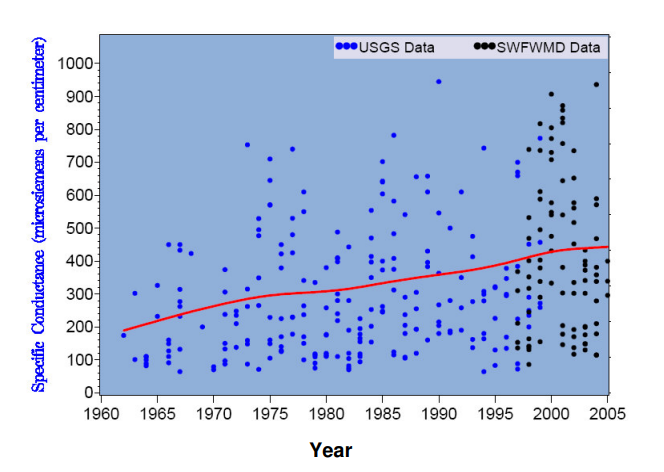 USGS Data SWFWMD Data
Specific Conductance (microsiemens per centimeter)
1000
900
800
700
600
500
400
300
200
100
0
1960 1965 1970 1975 1980 1985 1990 1995 2000 2005
Year